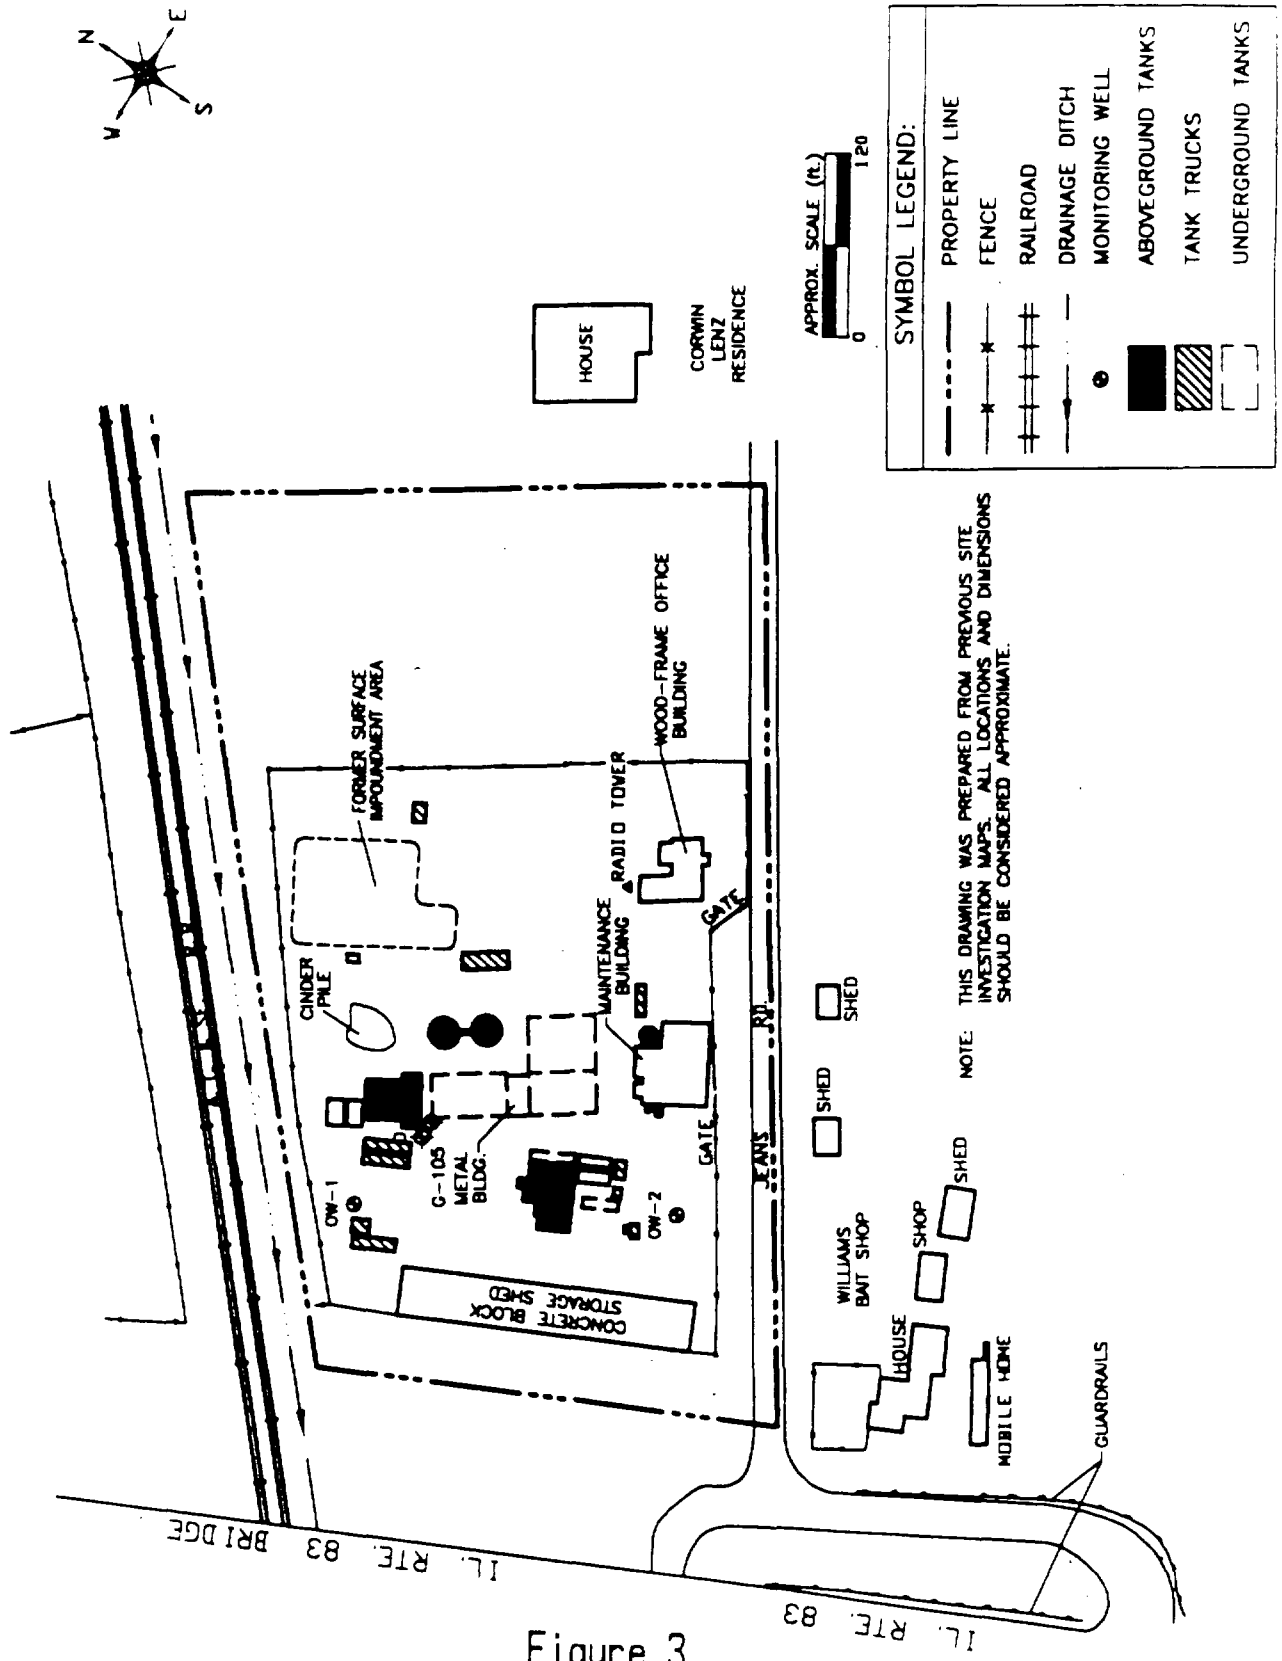 N
E
S
W
FORMER SURFACE
IMPOUNDMENT AREA
CINDER
PILE
RADIO TOWER
WOOD-FRAME OFFICE
BUILDING
MAINTENANCE
BUILDING
GATE
GATE
G-105
METAL
BLDG.
OW-1
OW-2
CONCRETE BLOCK
STORAGE SHED
HOUSE
CORWIN
LENZ
RESIDENCE
JEANS RD.
SHED
SHED
SHED
SHOP
WILLIAMS
BAIT SHOP
HOUSE
MOBILE HOME
GUARDRAILS
IL. RTE. 83 BRIDGE
IL. RTE. 83
APPROX. SCALE (ft.)
0 120
SYMBOL LEGEND:
PROPERTY LINE
FENCE
RAILROAD
DRAINAGE DITCH
MONITORING WELL
ABOVEGROUND TANKS
TANK TRUCKS
UNDERGROUND TANKS
NOTE: THIS DRAWING WAS PREPARED FROM PREVIOUS SITE
INVESTIGATION MAPS. ALL LOCATIONS AND DIMENSIONS
SHOULD BE CONSIDERED APPROXIMATE.
Figure 3